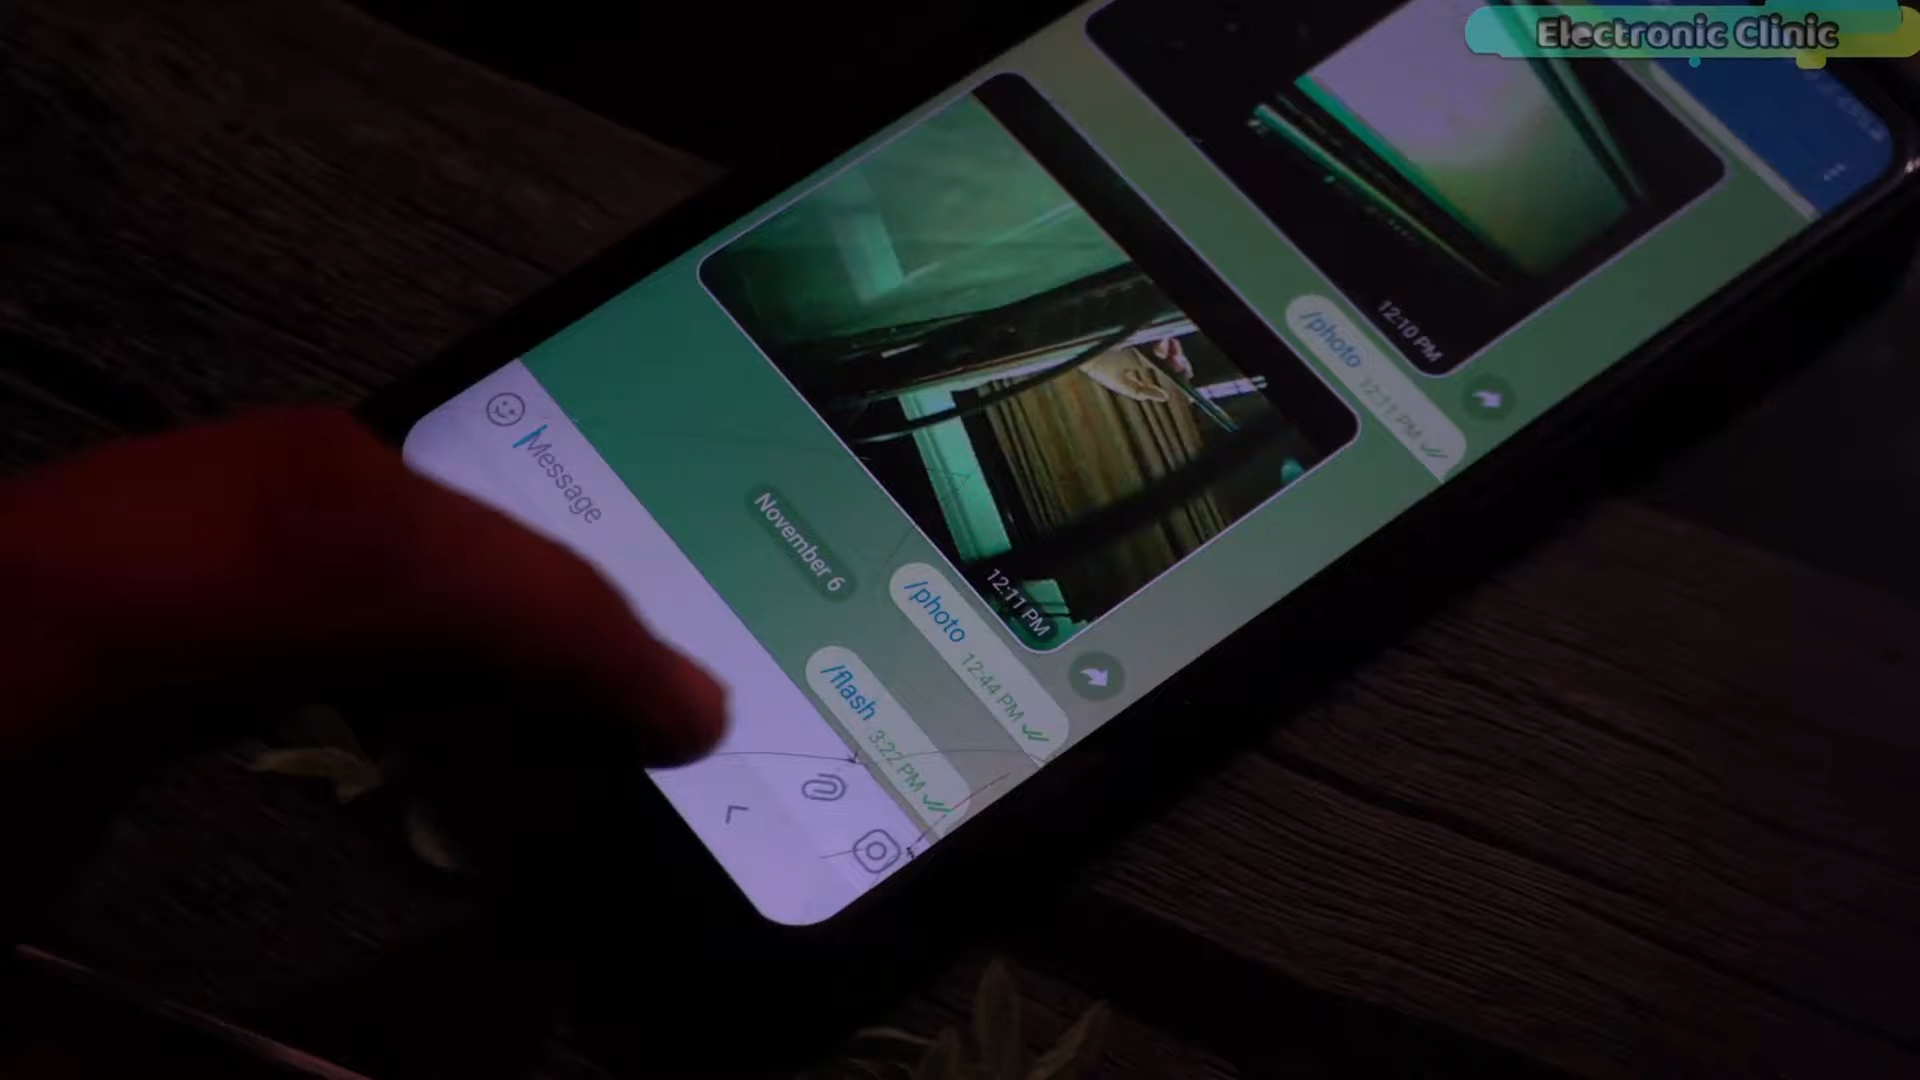 Electronic Clinic
12:10 PM
/photo 12:11 PM
12:11 PM
November 6
/photo 12:44 PM
/flash 3:22 PM
Message